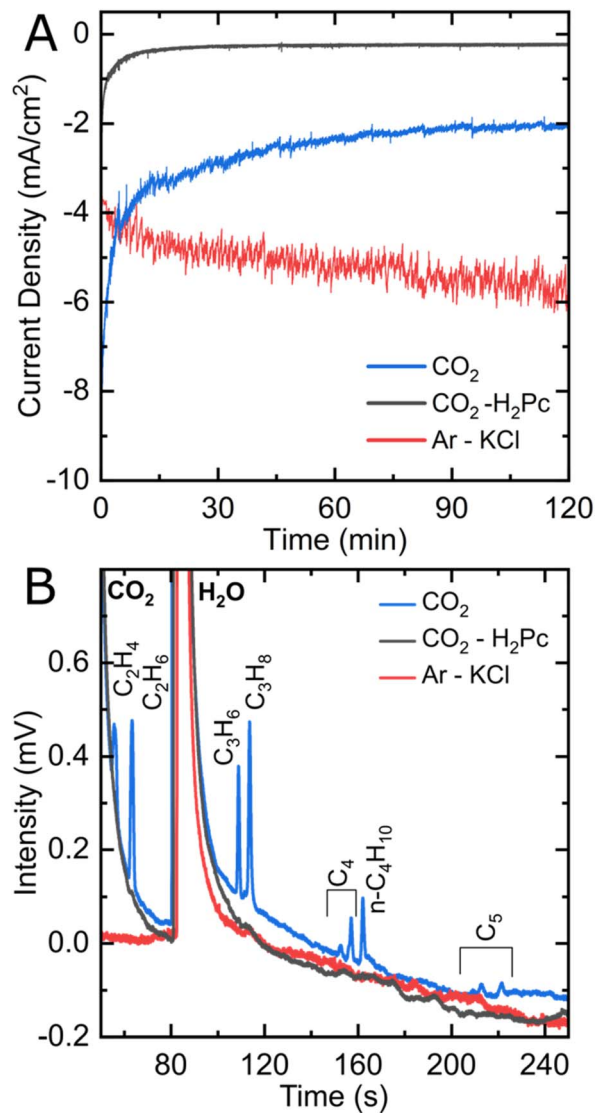 A
0
-2
-4
-6
-8
-10
Current Density (mA/cm²)
CO₂
CO₂ -H₂Pc
Ar - KCl
0 30 60 90 120
Time (min)
B
CO₂
H₂O
CO₂
CO₂ - H₂Pc
Ar - KCl
C₂H₄
C₂H₆
C₃H₆
C₃H₈
C₄
n-C₄H₁₀
C₅
0.6
0.4
0.2
0.0
-0.2
Intensity (mV)
80 120 160 200 240
Time (s)